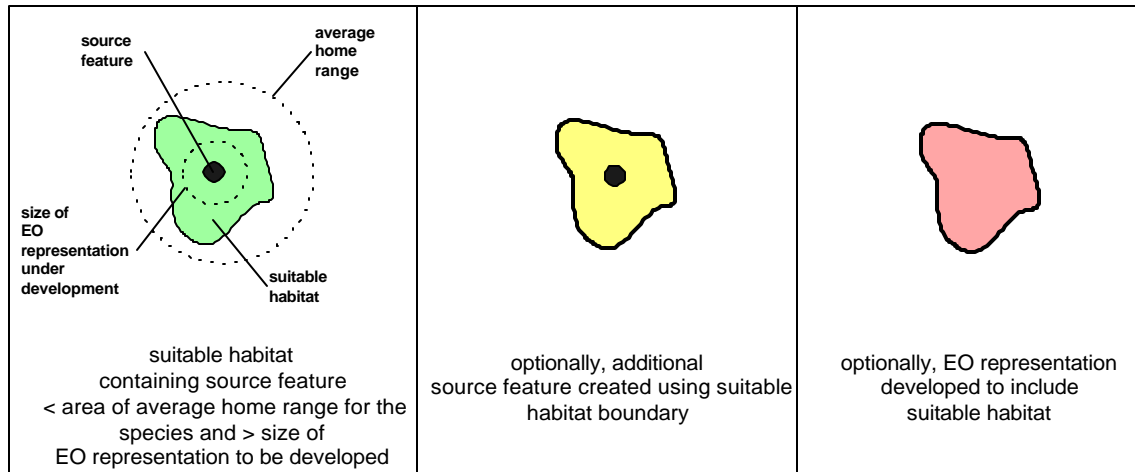 source
feature
average
home
range
size of
EO
representation
under
development
suitable
habitat
suitable habitat
containing source feature
< area of average home range for the
species and > size of
EO representation to be developed
optionally, additional
source feature created using suitable
habitat boundary
optionally, EO representation
developed to include
suitable habitat